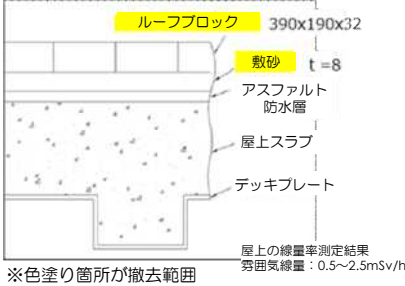 ルーフブロック 390x190x32
敷砂 t=8
アスファルト
防水層
屋上スラブ
デッキプレート
屋上の線量率測定結果
雰囲気線量：0.5～2.5mSv/h
※色塗り箇所が撤去範囲